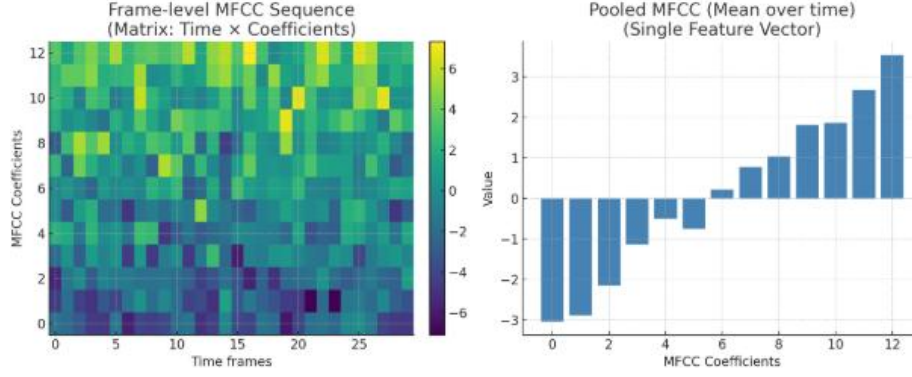 Frame-level MFCC Sequence
(Matrix: Time × Coefficients)
12
10
8
6
4
2
0
MFCC Coefficients
0 5 10 15 20 25
Time frames
6
4
2
0
−2
−4
−6
Pooled MFCC (Mean over time)
(Single Feature Vector)
3
2
1
0
−1
−2
−3
Value
0 2 4 6 8 10 12
MFCC Coefficients